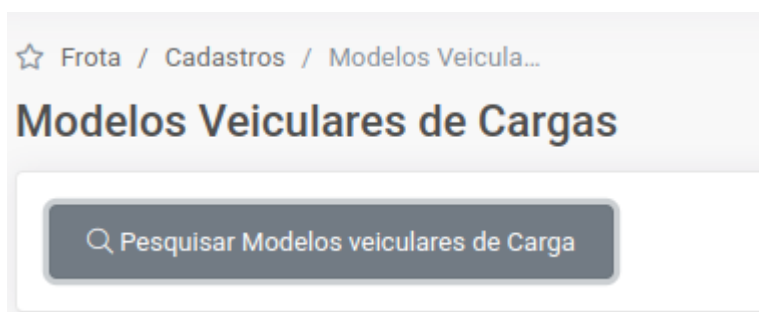 Frota / Cadastros / Modelos Veicula...
Modelos Veiculares de Cargas
Pesquisar Modelos veiculares de Carga